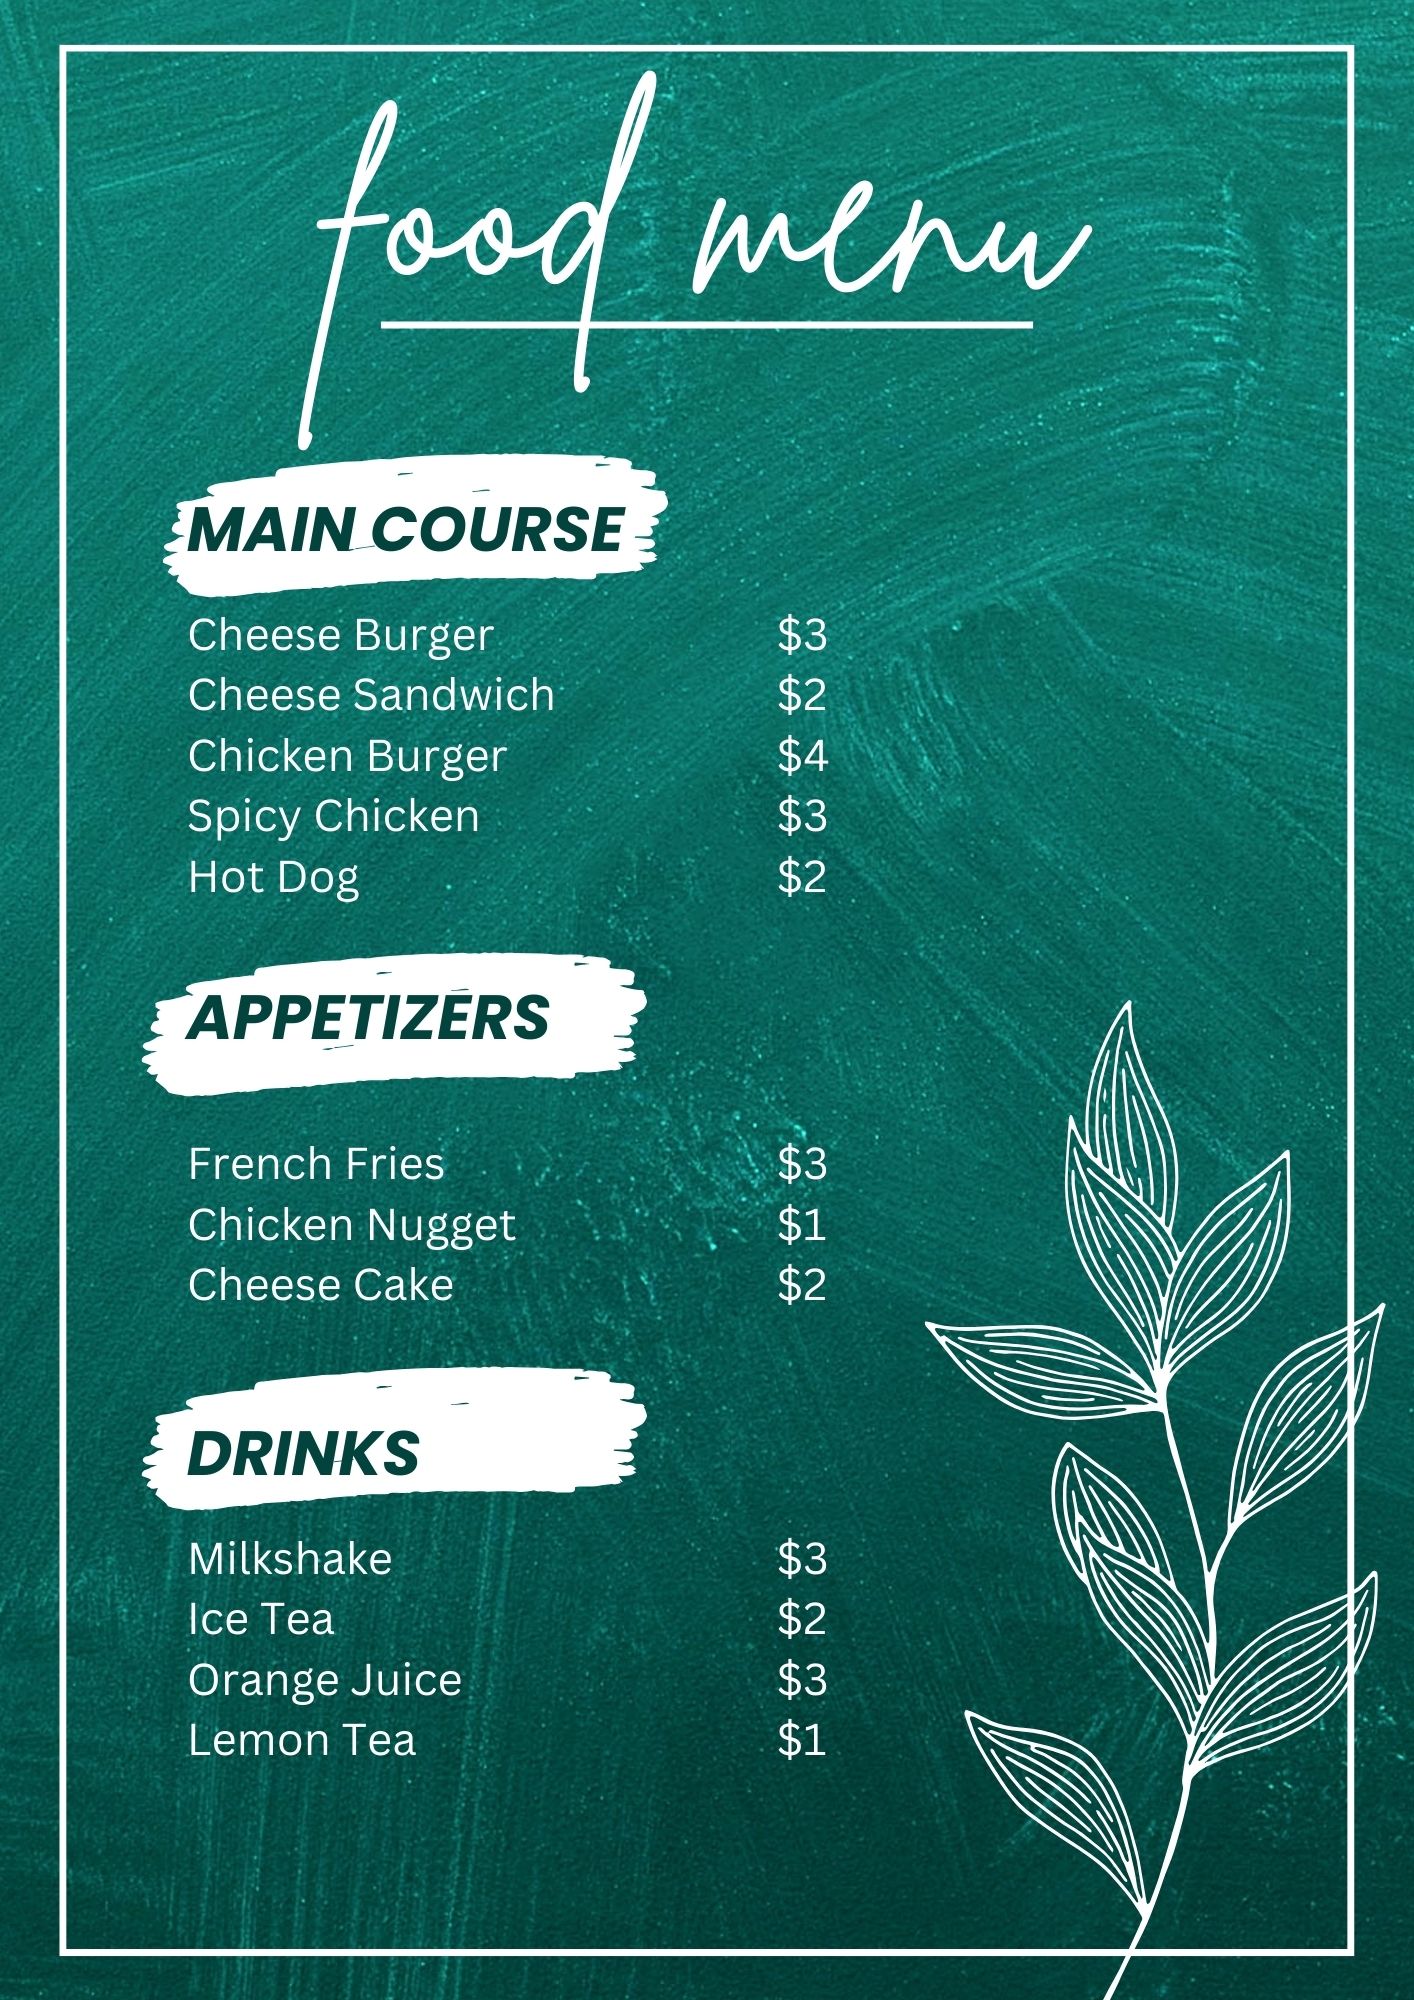 food menu
MAIN COURSE
Cheese Burger $3
Cheese Sandwich $2
Chicken Burger $4
Spicy Chicken $3
Hot Dog $2
APPETIZERS
French Fries $3
Chicken Nugget $1
Cheese Cake $2
DRINKS
Milkshake $3
Ice Tea $2
Orange Juice $3
Lemon Tea $1